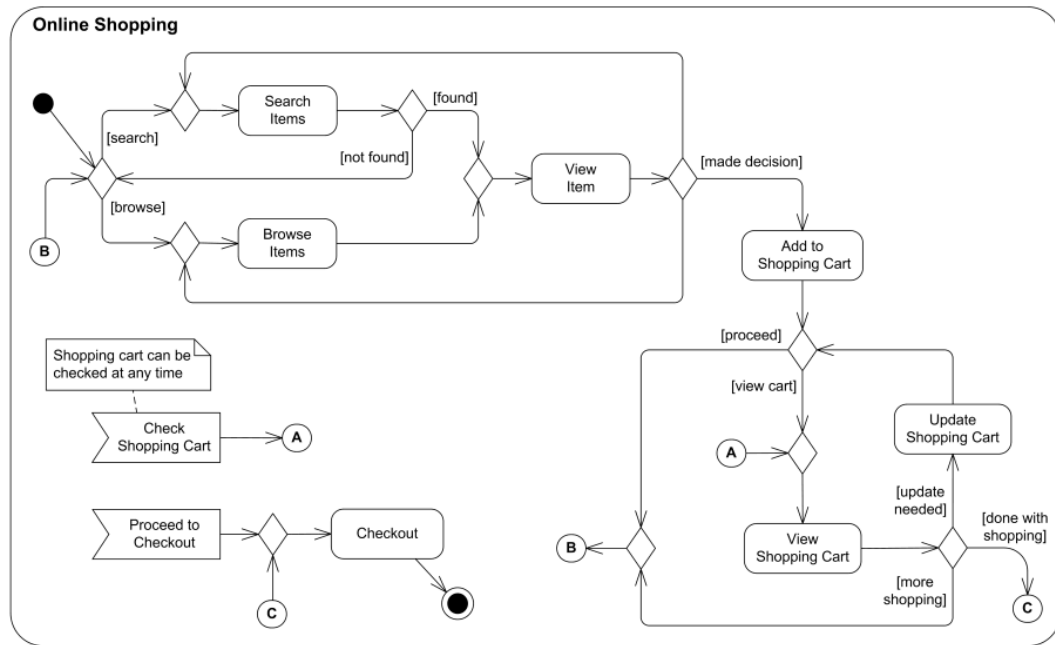 Online Shopping
Search
Items
[found]
[search]
[not found]
[made decision]
View
Item
[browse]
B
Browse
Items
Add to
Shopping Cart
Shopping cart can be
checked at any time
[proceed]
[view cart]
Check
Shopping Cart
A
A
Update
Shopping Cart
[update
needed]
[done with
shopping]
Proceed to
Checkout
Checkout
B
View
Shopping Cart
[more
shopping]
C
C